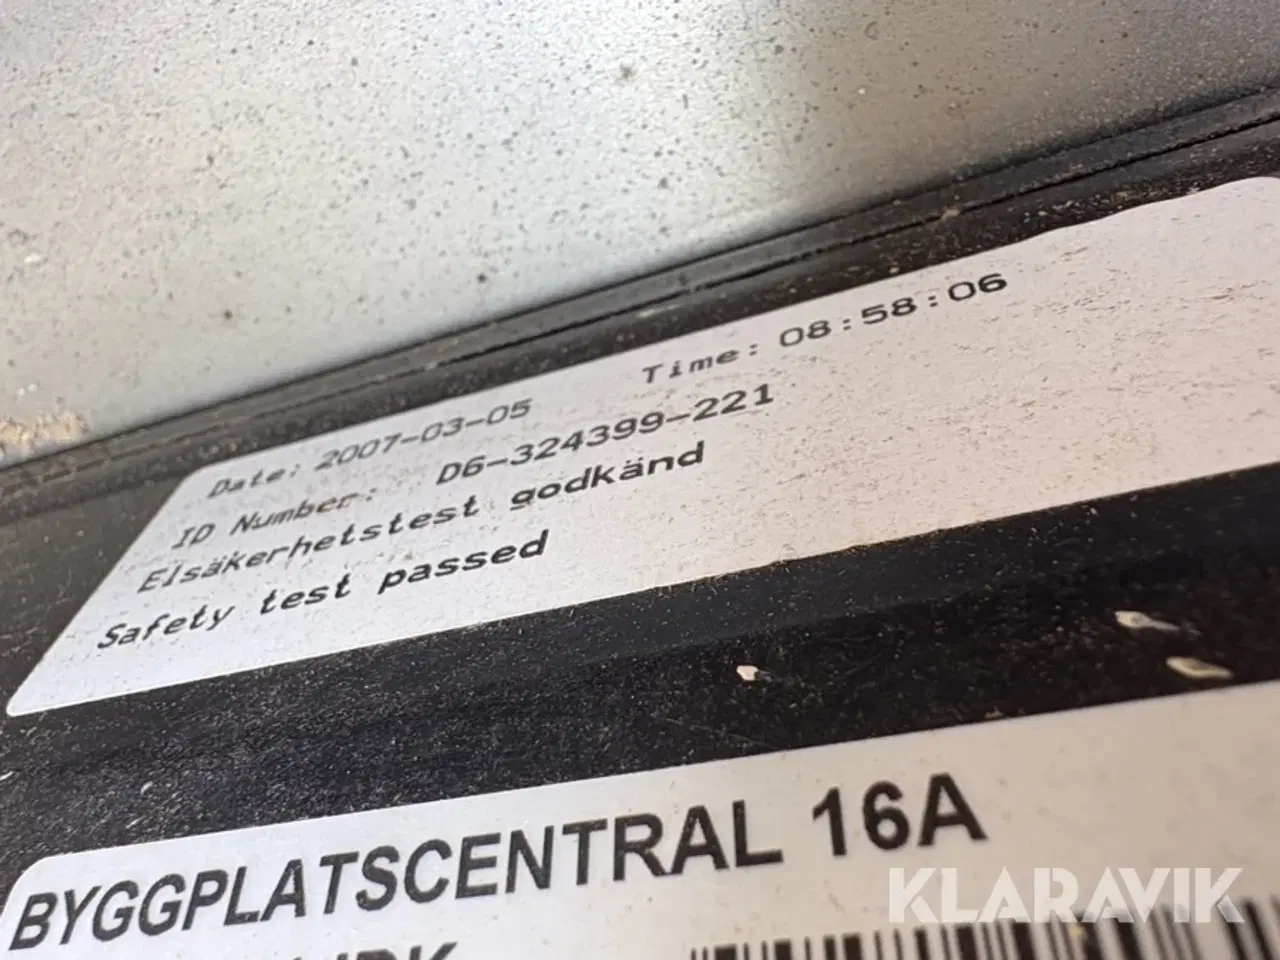 Date: 2007-03-05 Time: 08:58:06
ID Number: D6-324399-221
Elsäkerhetstest godkänd
Safety test passed
BYGGPLATSCENTRAL 16A
KLARAVIK